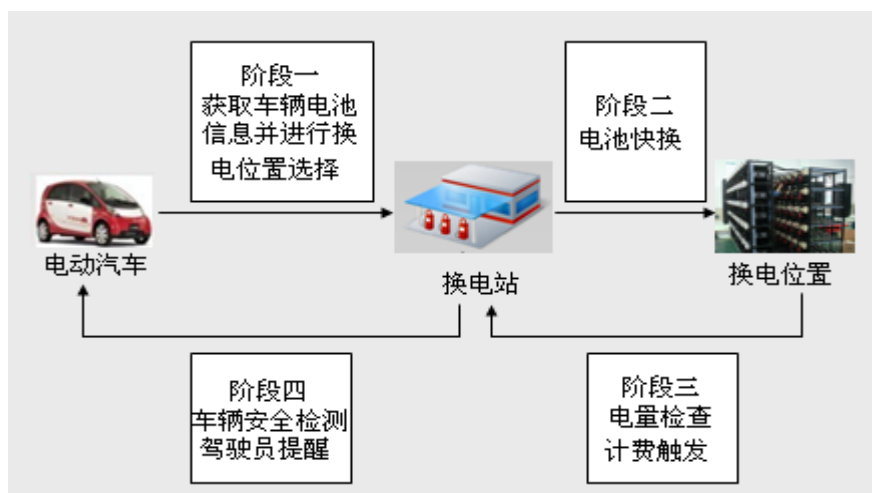 阶段一
获取车辆电池
信息并进行换
电位置选择
阶段二
电池快换
电动汽车
换电站
换电位置
阶段四
车辆安全检测
驾驶员提醒
阶段三
电量检查
计费触发